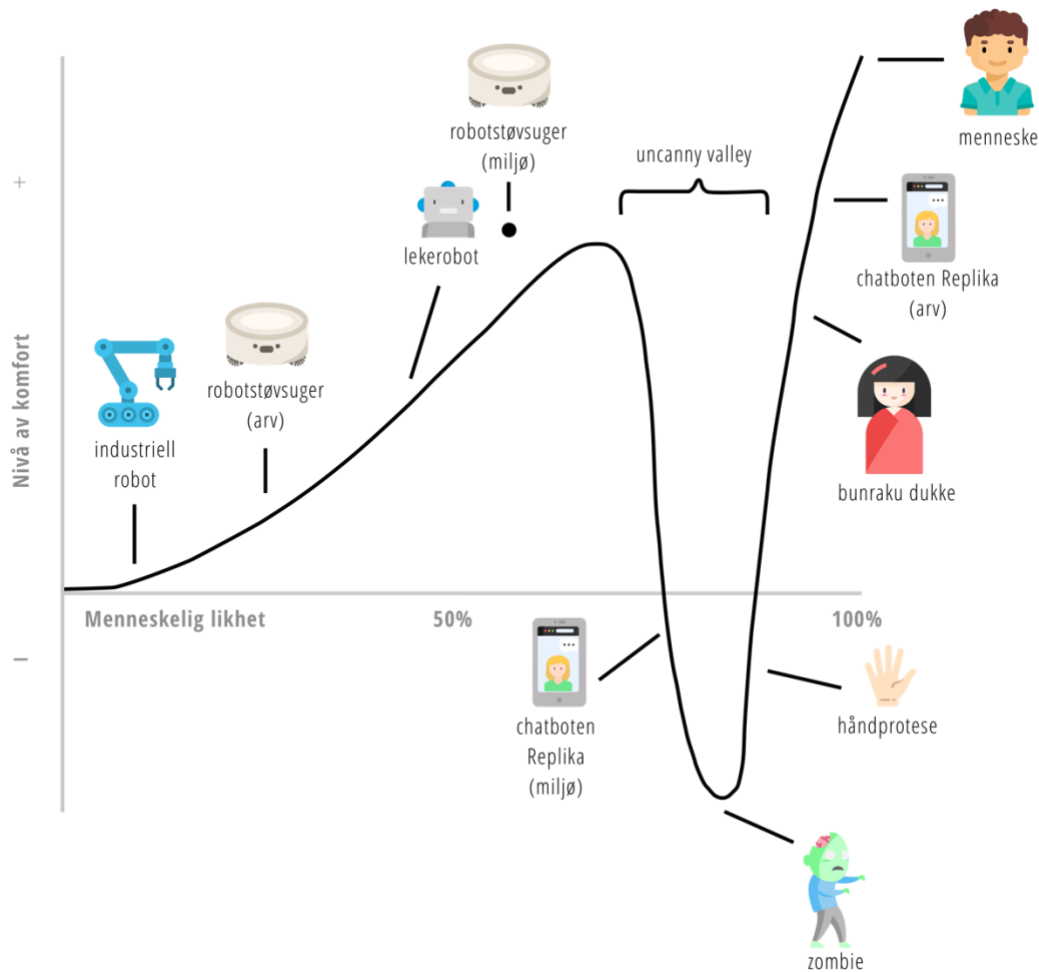 menneske
robotstøvsuger
(miljø)
uncanny valley
+
lekerobot
chatboten Replika
(arv)
robotstøvsuger
(arv)
Nivå av komfort
industriell
robot
bunraku dukke
Menneskelig likhet
50%
100%
–
chatboten
Replika
(miljø)
håndprotese
zombie